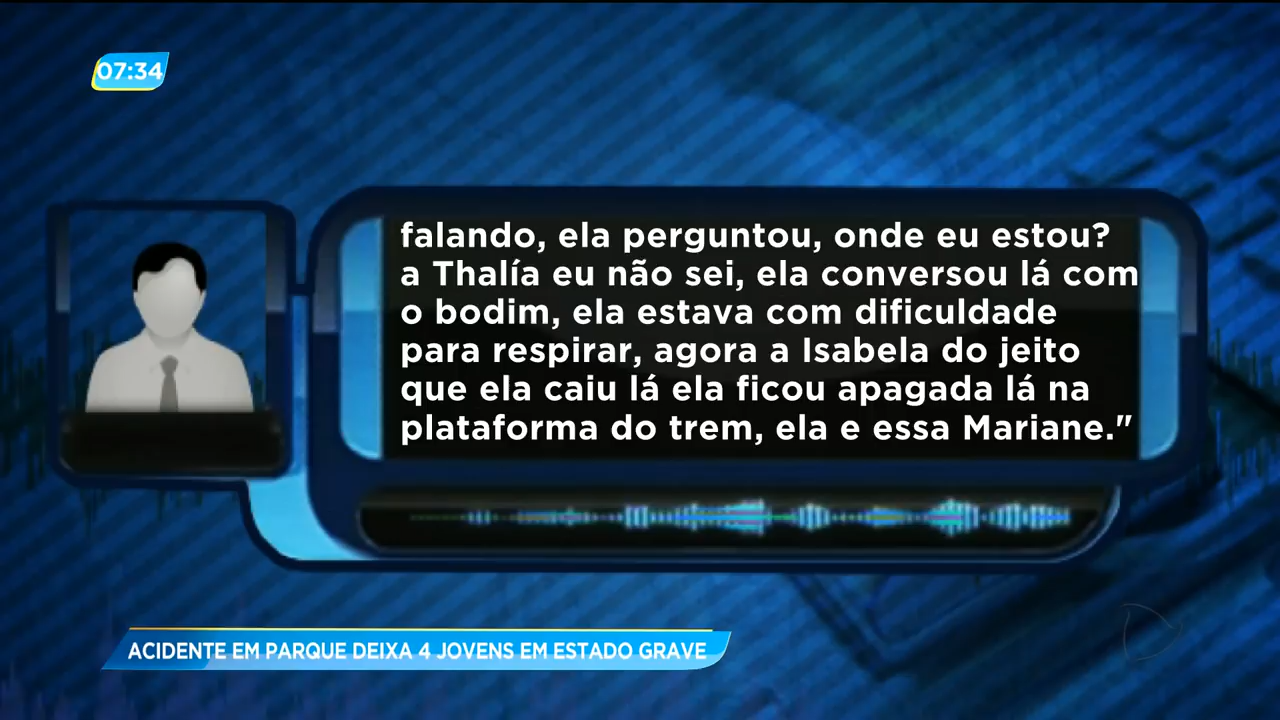 07:34
falando, ela perguntou, onde eu estou?
a Thalía eu não sei, ela conversou lá com
o bodim, ela estava com dificuldade
para respirar, agora a Isabela do jeito
que ela caiu lá ela ficou apagada lá na
plataforma do trem, ela e essa Mariane."
ACIDENTE EM PARQUE DEIXA 4 JOVENS EM ESTADO GRAVE